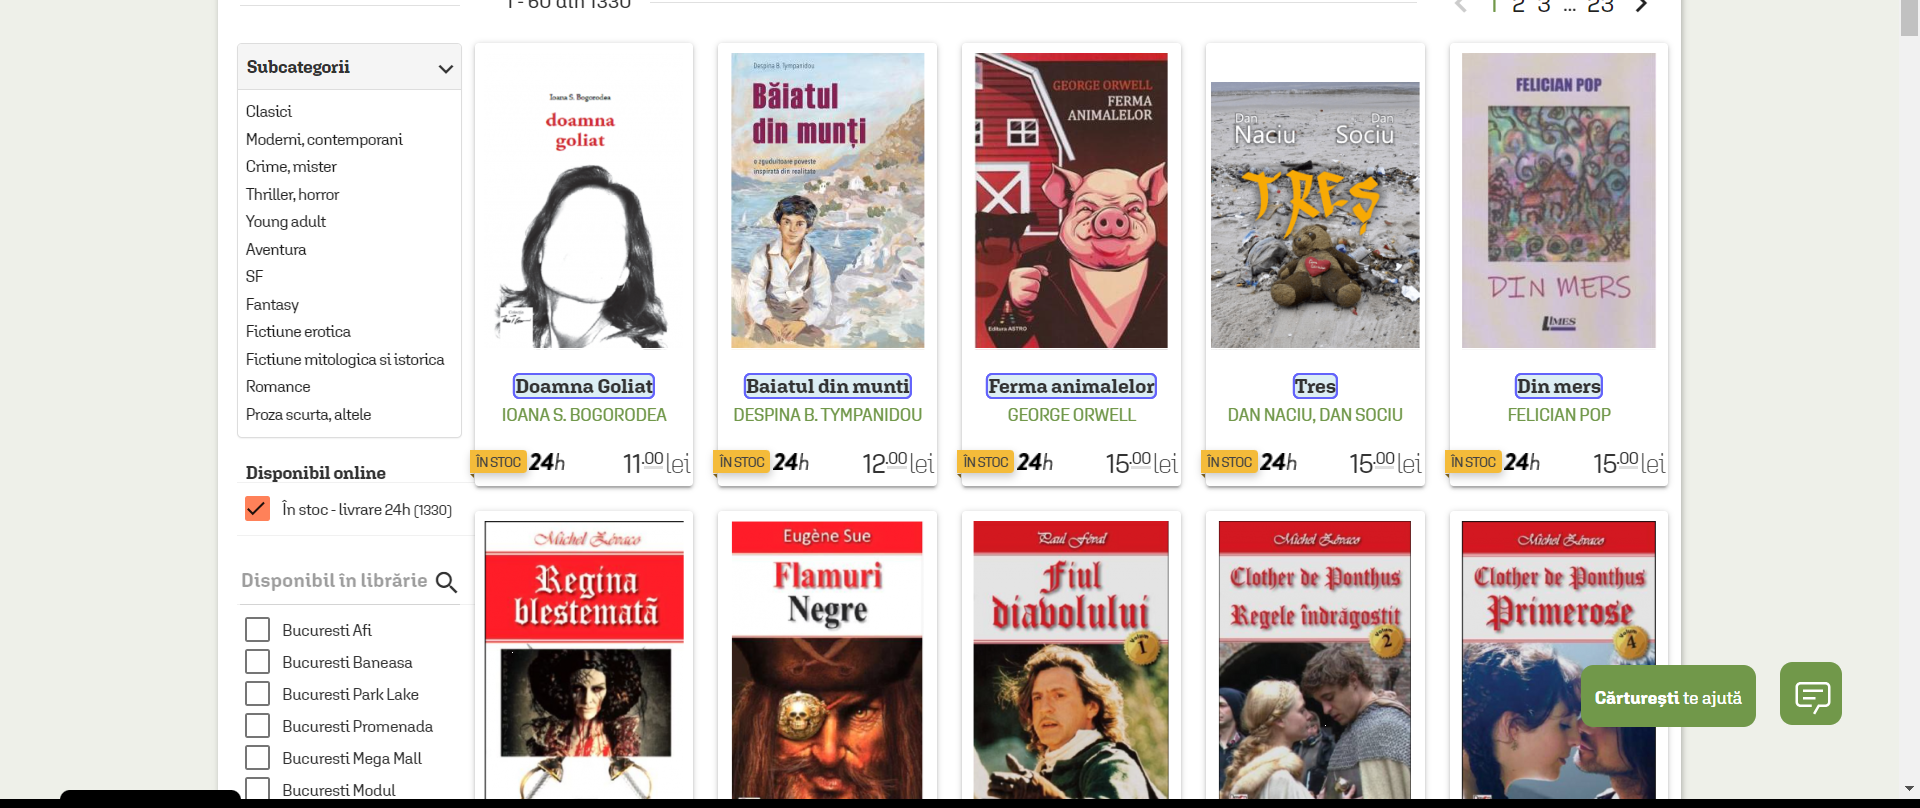 1 - 60 din 1330
1 2 3 ... 23
Subcategorii
Clasici
Moderni, contemporani
Crime, mister
Thriller, horror
Young adult
Aventura
SF
Fantasy
Fictiune erotica
Fictiune mitologica si istorica
Romance
Proza scurta, altele
Disponibil online
În stoc - livrare 24h (1330)
Disponibil în librărie
Bucuresti Afi
Bucuresti Baneasa
Bucuresti Park Lake
Bucuresti Promenada
Bucuresti Mega Mall
Bucuresti Modul
Ioana S. Bogorodea
doamna
goliat
Doamna Goliat
IOANA S. BOGORODEA
ÎN STOC 24h 11.00 lei
Despina B. Tympanidou
Băiatul
din munți
o zguduitoare poveste
inspirată din realitate
Baiatul din munti
DESPINA B. TYMPANIDOU
ÎN STOC 24h 12.00 lei
GEORGE ORWELL
FERMA
ANIMALELOR
Editura ASTRO
Ferma animalelor
GEORGE ORWELL
ÎN STOC 24h 15.00 lei
Dan Naciu
Dan Sociu
TREȘ
Tres
DAN NACIU, DAN SOCIU
ÎN STOC 24h 15.00 lei
FELICIAN POP
DIN MERS
LIMES
Din mers
FELICIAN POP
ÎN STOC 24h 15.00 lei
Michel Zévaco
Regina
blestemată
Eugène Sue
Flamuri
Negre
Paul Féval
Fiul
diavolului
Volum
1
Michel Zévaco
Clother de Ponthus
Regele îndrăgostit
Volum
2
Michel Zévaco
Clother de Ponthus
Primerose
Volum
4
Cărturești te ajută